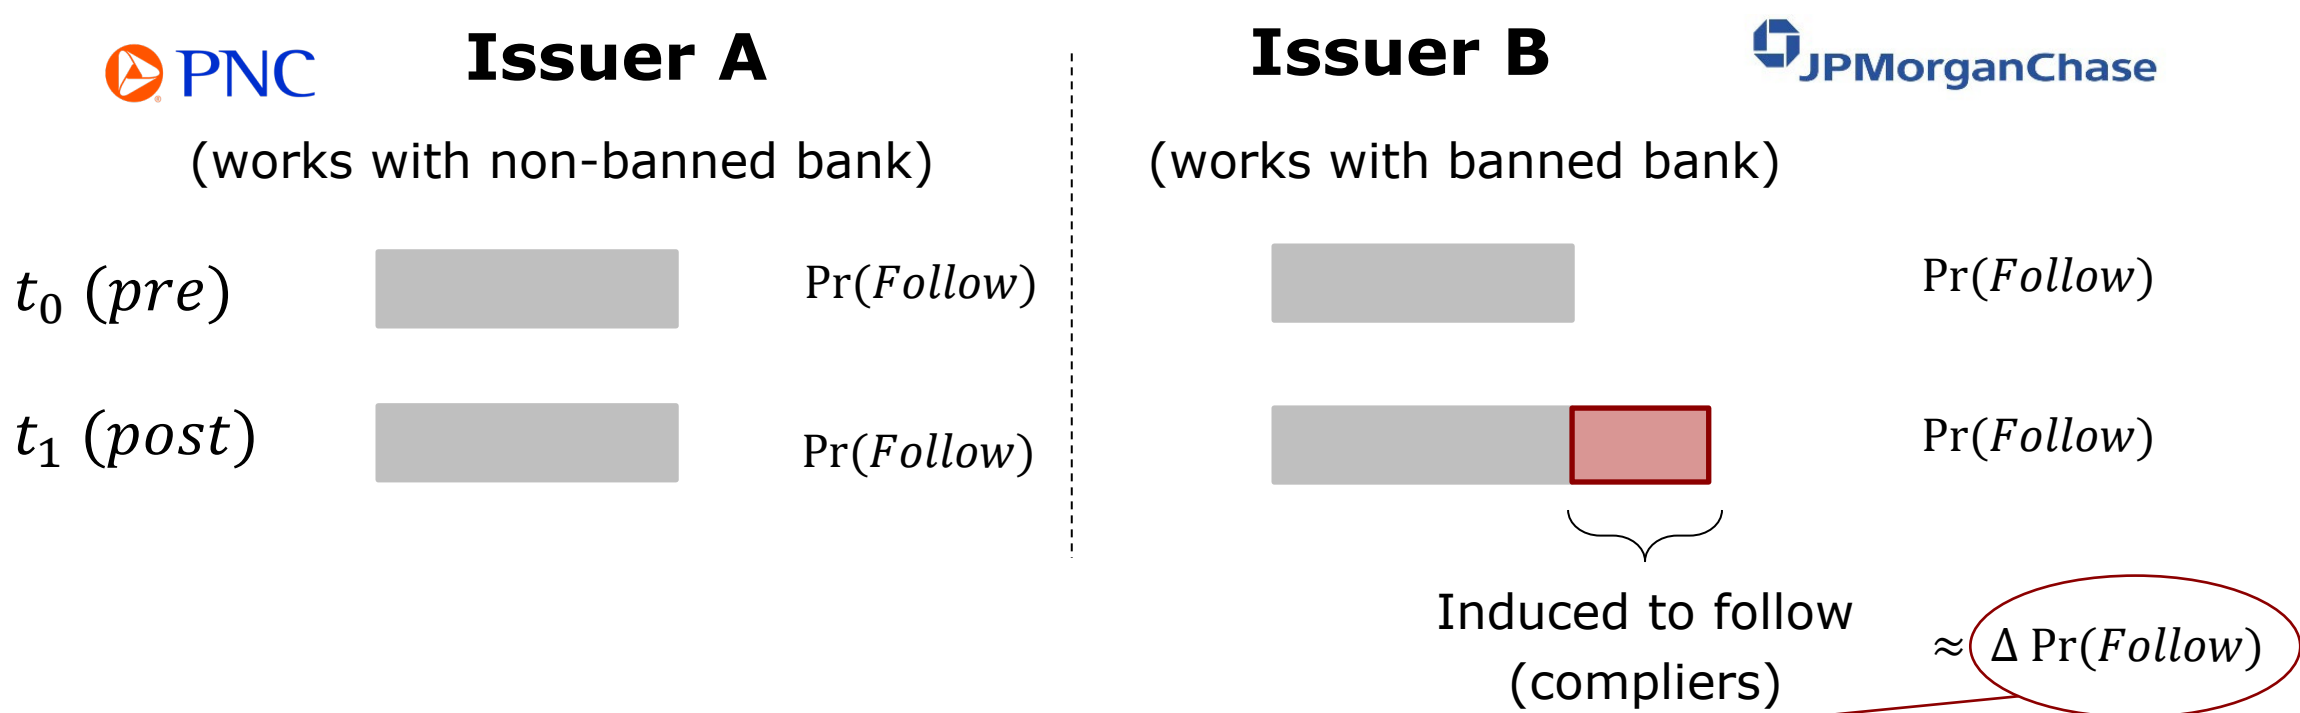 PNC Issuer A Issuer B JPMorganChase
(works with non-banned bank) (works with banned bank)
t₀ (pre) Pr(Follow) Pr(Follow)
t₁ (post) Pr(Follow) Pr(Follow)
Induced to follow
(compliers) ≈ Δ Pr(Follow)